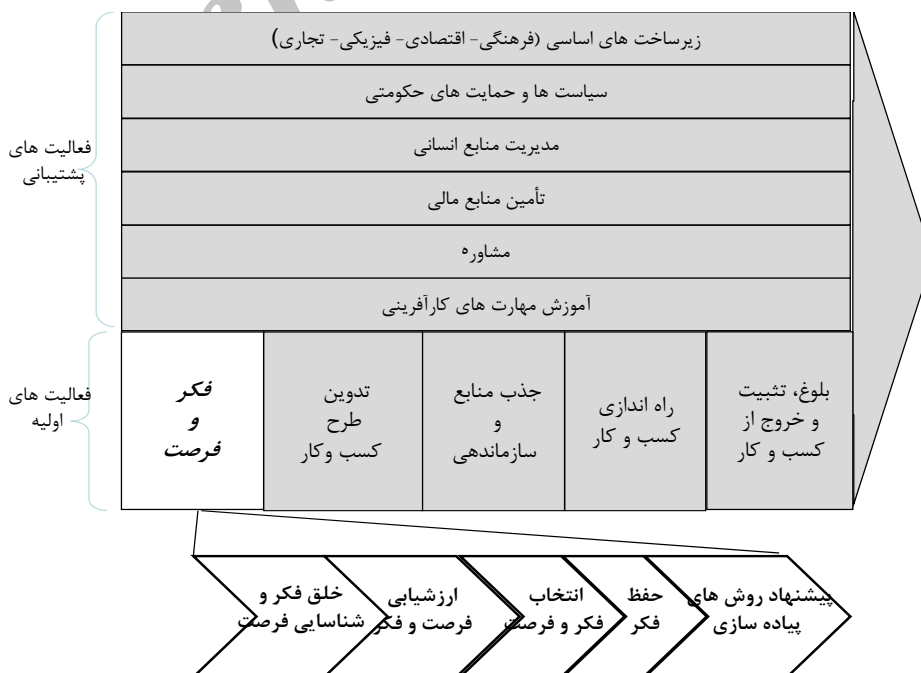 زیرساخت های اساسی (فرهنگی- اقتصادی- فیزیکی- تجاری)
سیاست ها و حمایت های حکومتی
مدیریت منابع انسانی
تأمین منابع مالی
مشاوره
آموزش مهارت های کارآفرینی
فعالیت های
پشتیبانی
فعالیت های
اولیه
فکر
و
فرصت
تدوین
طرح
کسب وکار
جذب منابع
و
سازماندهی
راه اندازی
کسب و کار
بلوغ، تثبیت
و خروج از
کسب و کار
خلق فکر و
شناسایی فرصت
ارزشیابی
فرصت و فکر
انتخاب
فکر و فرصت
حفظ
فکر
پیشنهاد روش های
پیاده سازی